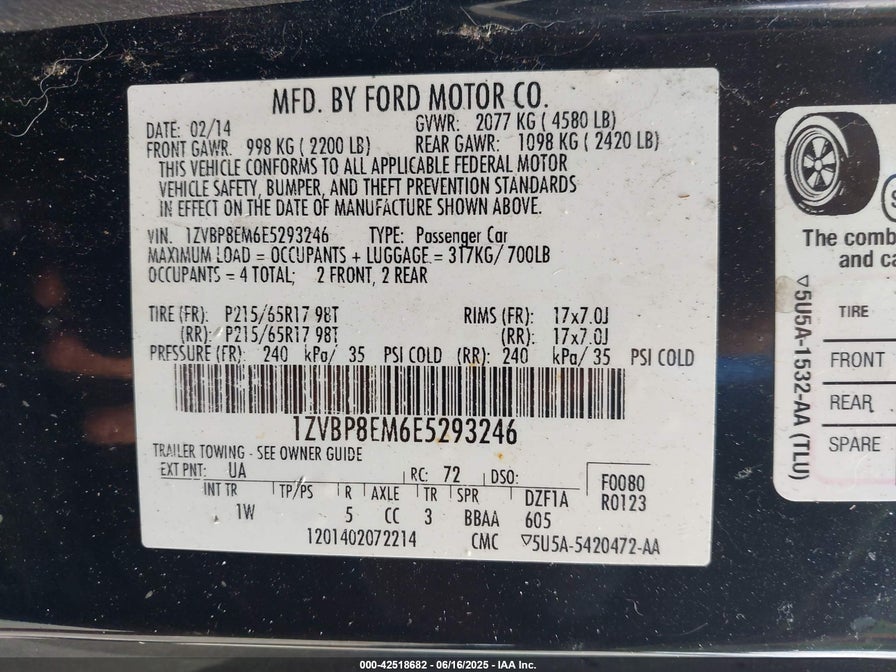 MFD. BY FORD MOTOR CO.
DATE: 02/14 GVWR: 2077 KG ( 4580 LB)
FRONT GAWR: 998 KG ( 2200 LB) REAR GAWR: 1098 KG ( 2420 LB)
THIS VEHICLE CONFORMS TO ALL APPLICABLE FEDERAL MOTOR
VEHICLE SAFETY, BUMPER, AND THEFT PREVENTION STANDARDS
IN EFFECT ON THE DATE OF MANUFACTURE SHOWN ABOVE.
VIN: 1ZVBP8EM6E5293246 TYPE: Passenger Car
MAXIMUM LOAD = OCCUPANTS + LUGGAGE = 317KG/ 700LB
OCCUPANTS = 4 TOTAL; 2 FRONT, 2 REAR
TIRE (FR): P215/65R17 98T RIMS (FR): 17x7.0J
(RR): P215/65R17 98T (RR): 17x7.0J
PRESSURE (FR): 240 kPa/ 35 PSI COLD (RR): 240 kPa/ 35 PSI COLD
1ZVBP8EM6E5293246
TRAILER TOWING - SEE OWNER GUIDE
EXT PNT: UA RC: 72 DSO:
F0080
R0123
INT TR TP/PS R AXLE TR SPR DZF1A
1W 5 CC 3 BBAA 605
1201402072214 CMC ▽5U5A-5420472-AA
The comb
and ca
▽5U5A-1532-AA (TLU)
TIRE
FRONT
REAR
SPARE
000-42518682 - 06/16/2025 - IAA Inc.